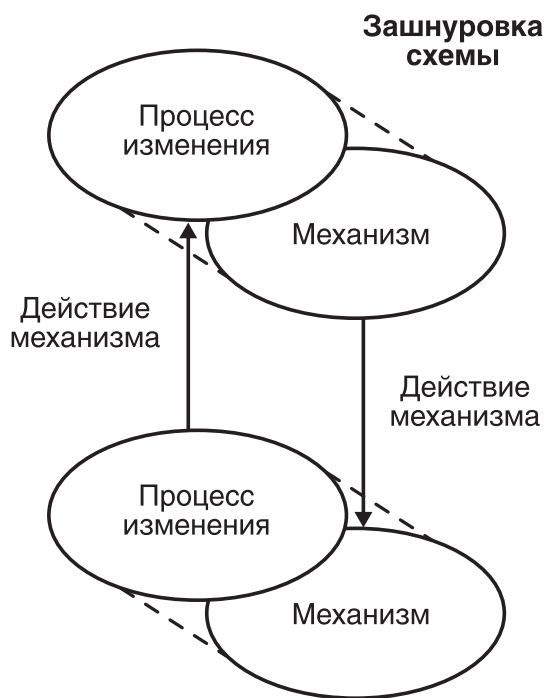 Зашнуровка
схемы
Процесс
изменения
Механизм
Действие
механизма
Действие
механизма
Процесс
изменения
Механизм